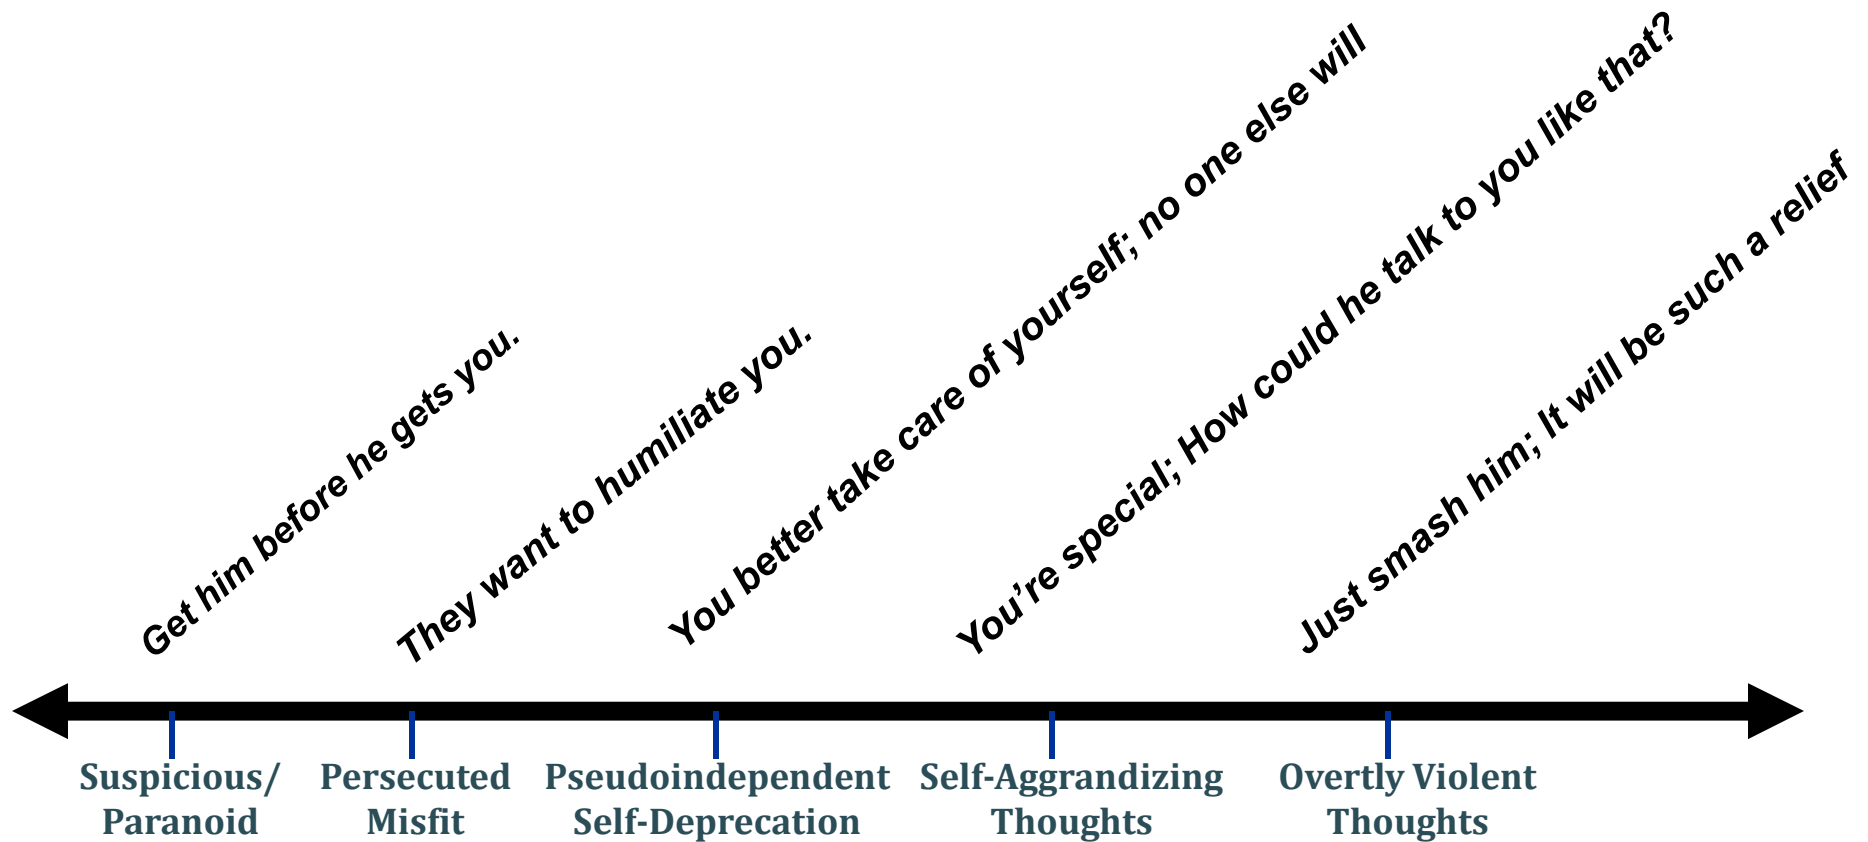 Get him before he gets you.
They want to humiliate you.
You better take care of yourself; no one else will
You’re special; How could he talk to you like that?
Just smash him; It will be such a relief
Suspicious/
Paranoid
Persecuted
Misfit
Pseudoindependent
Self-Deprecation
Self-Aggrandizing
Thoughts
Overtly Violent
Thoughts